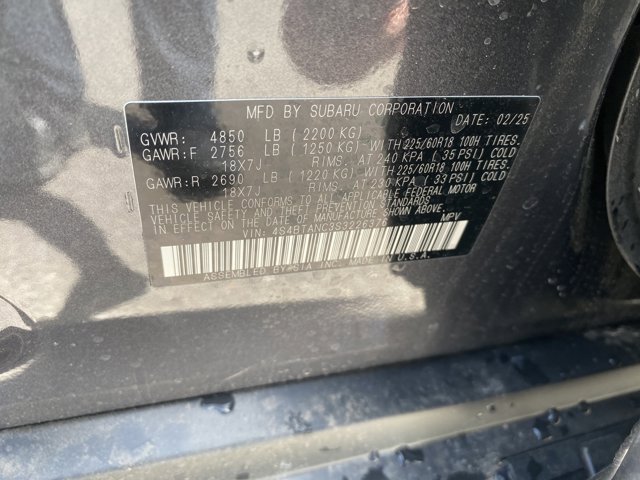 MFD BY SUBARU CORPORATION DATE: 02/25
GVWR: 4850 LB (2200 KG)
GAWR:F 2756 LB (1250 KG) WITH 225/60R18 100H TIRES.
18X7J RIMS. AT 240 KPA (35 PSI) COLD
GAWR:R 2690 LB (1220 KG) WITH 225/60R18 100H TIRES.
18X7J RIMS. AT 230 KPA (33 PSI) COLD
THIS VEHICLE CONFORMS TO ALL APPLICABLE FEDERAL MOTOR
VEHICLE SAFETY STANDARDS
IN EFFECT ON THE DATE OF MANUFACTURE SHOWN ABOVE.
VIN: MPV
ASSEMBLED BY SIA INC. MADE IN U.S.A.